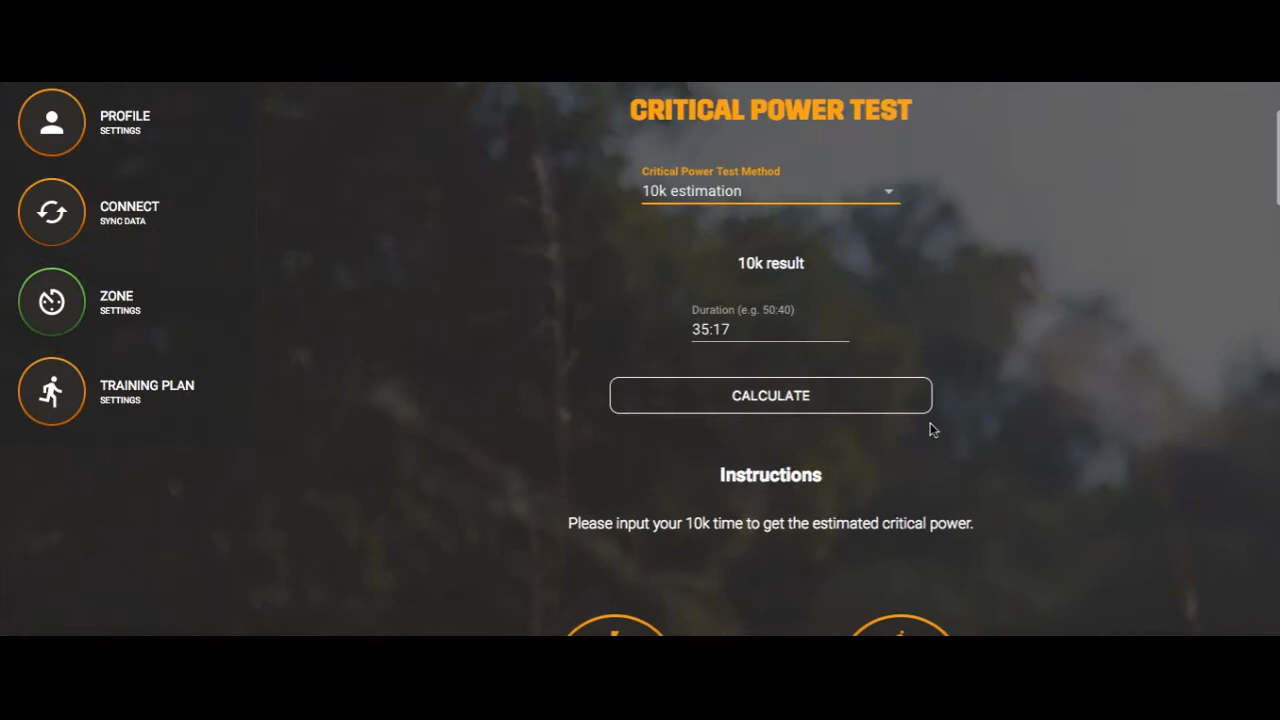 PROFILE
SETTINGS
CONNECT
SYNC DATA
ZONE
SETTINGS
TRAINING PLAN
SETTINGS
CRITICAL POWER TEST
Critical Power Test Method
10k estimation
10k result
Duration (e.g. 50:40)
35:17
CALCULATE
Instructions
Please input your 10k time to get the estimated critical power.